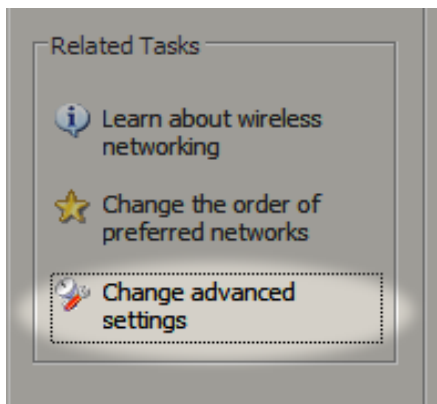 Related Tasks
Learn about wireless
networking
Change the order of
preferred networks
Change advanced
settings